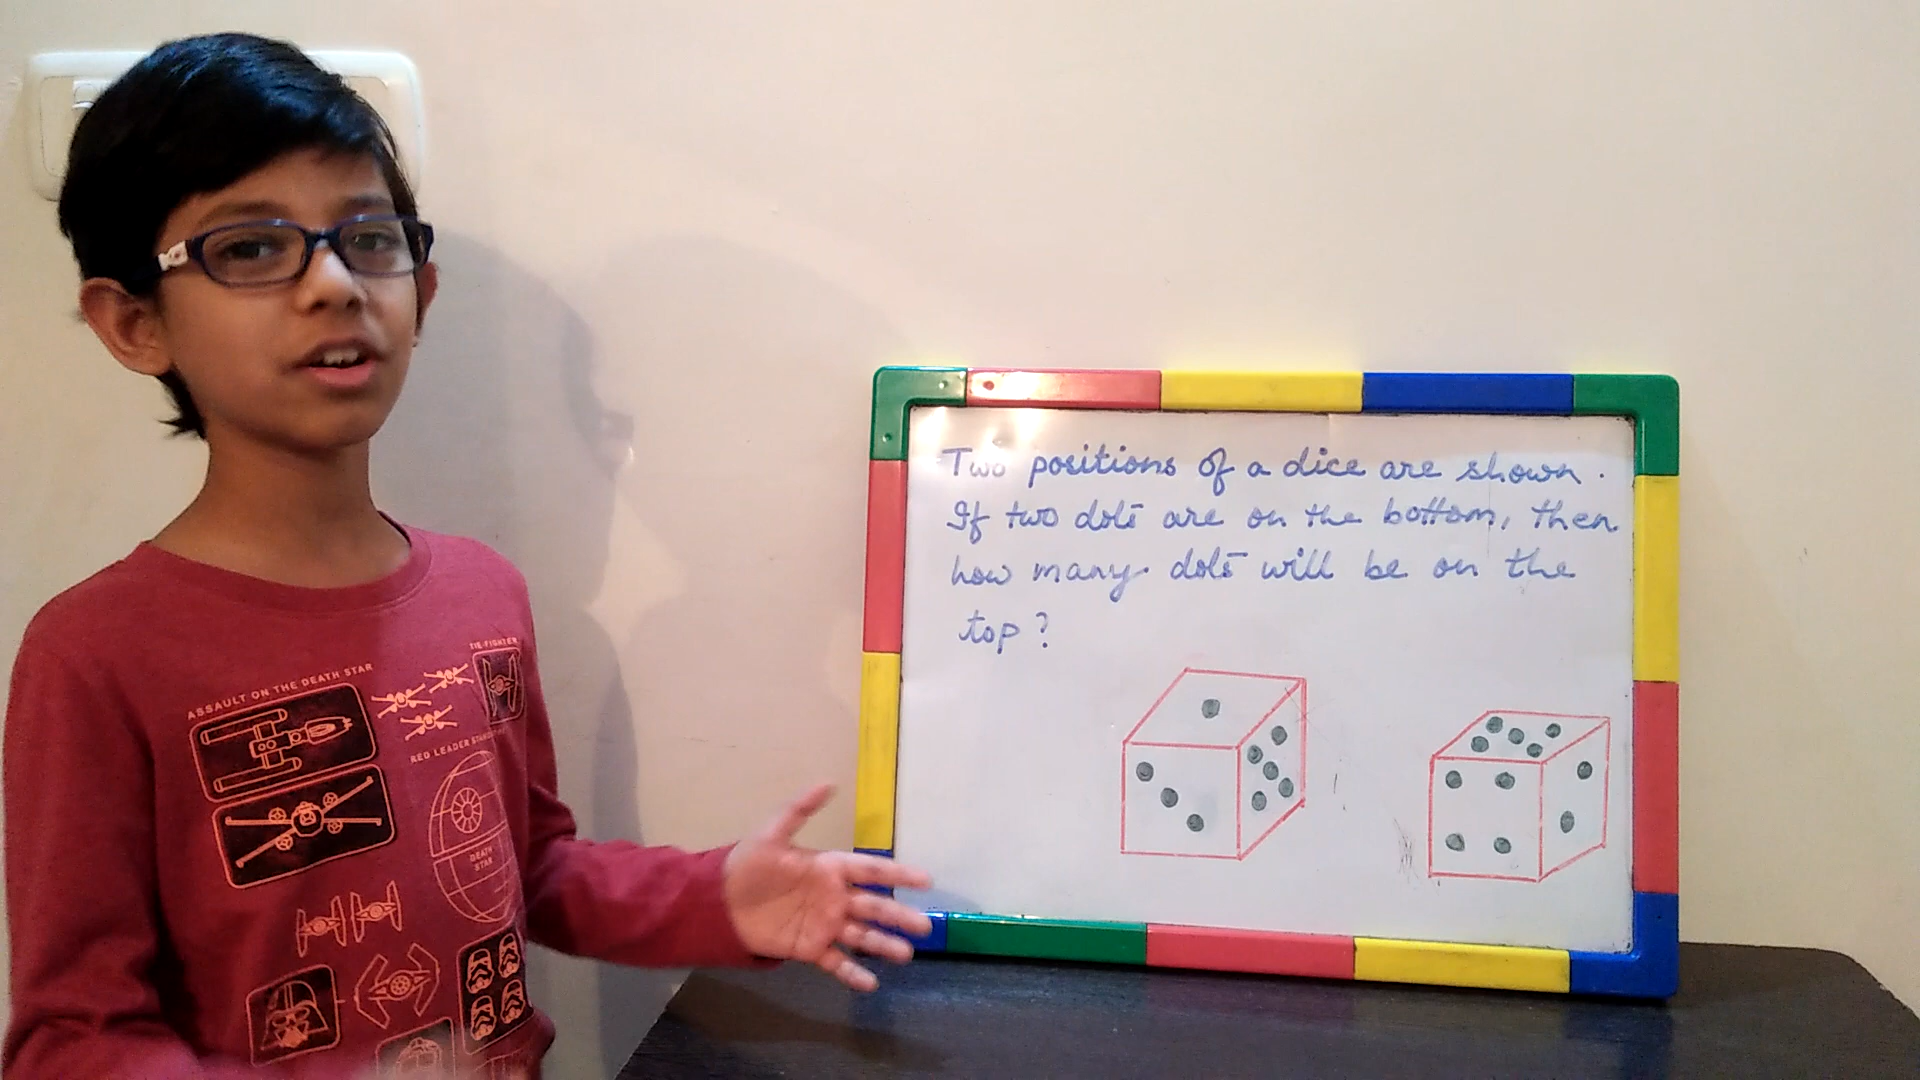 Two positions of a dice are shown.
If two dots are on the bottom, then
how many dots will be on the
top?
ASSAULT ON THE DEATH STAR
TIE-FIGHTER
RED LEADER
DEATH
STAR